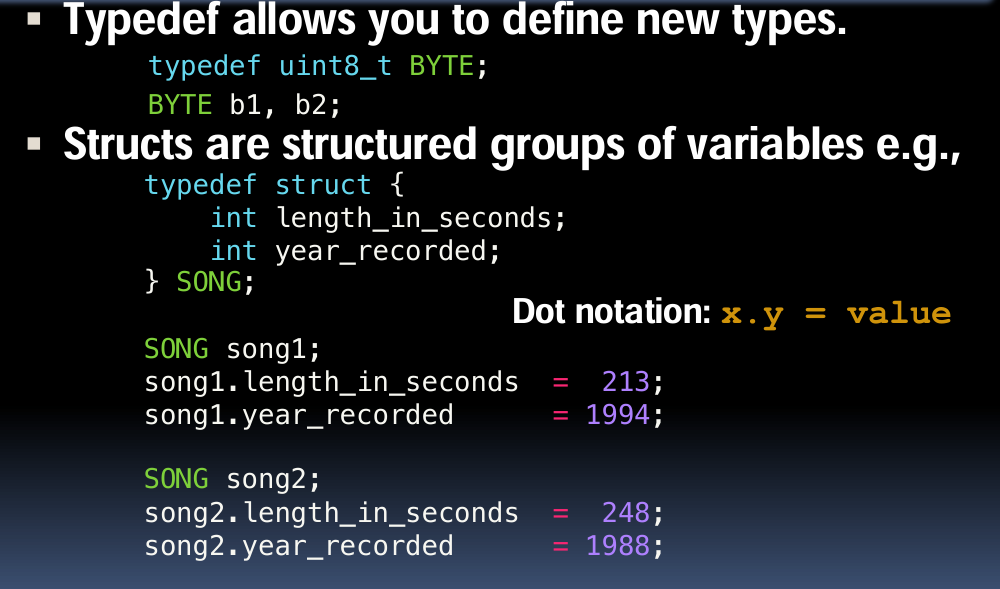 ▪ Typedef allows you to define new types.
typedef uint8_t BYTE;
BYTE b1, b2;
▪ Structs are structured groups of variables e.g.,
typedef struct {
    int length_in_seconds;
    int year_recorded;
} SONG;
Dot notation: x.y = value
SONG song1;
song1.length_in_seconds  =  213;
song1.year_recorded      = 1994;
SONG song2;
song2.length_in_seconds  =  248;
song2.year_recorded      = 1988;